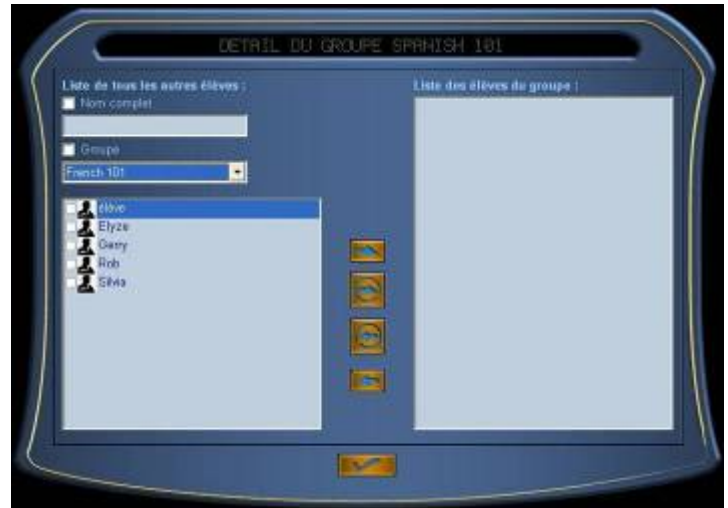 DETAIL DU GROUPE SPANISH 101
Liste de tous les autres élèves :
Nom complet
Groupe
French 101
élève
Elyze
Garry
Rob
Silvia
Liste des élèves du groupe :